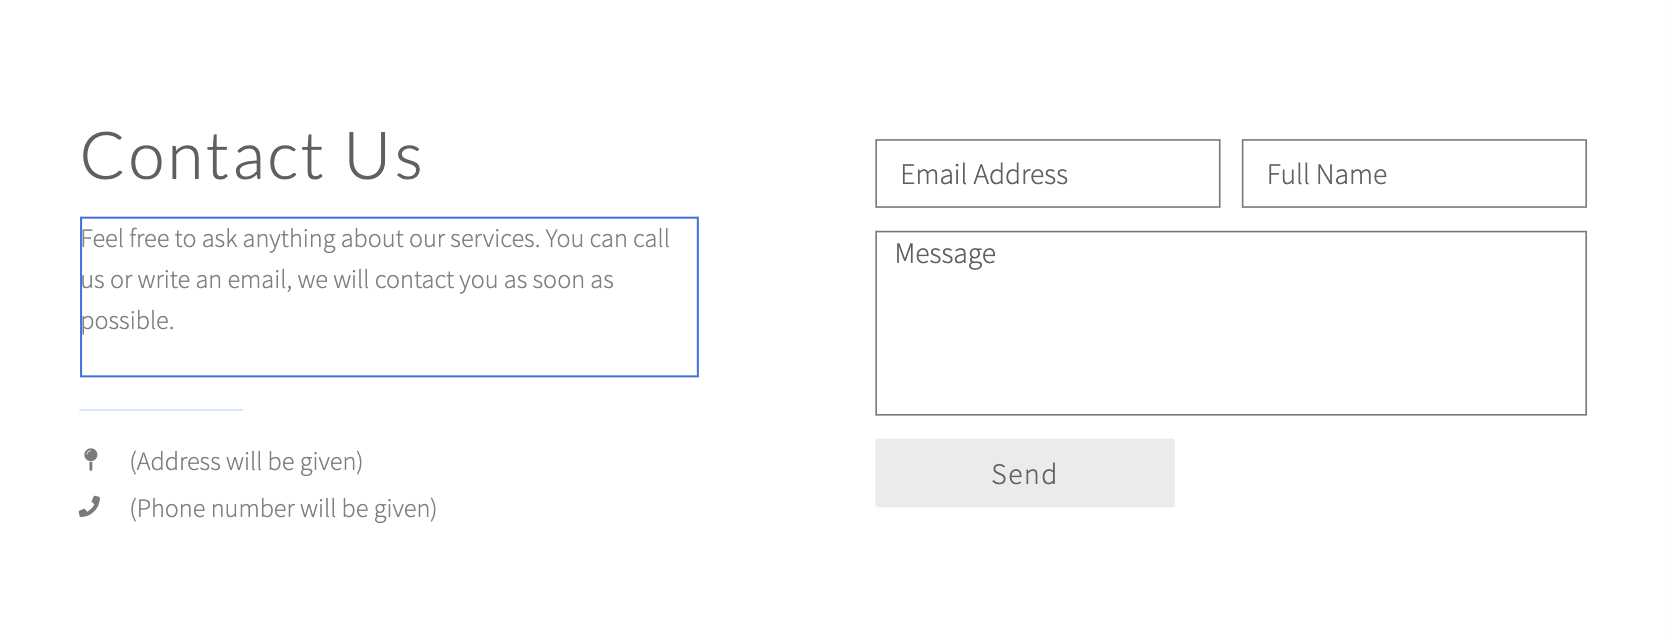 Contact Us
Feel free to ask anything about our services. You can call
us or write an email, we will contact you as soon as
possible.
(Address will be given)
(Phone number will be given)
Email Address
Full Name
Message
Send